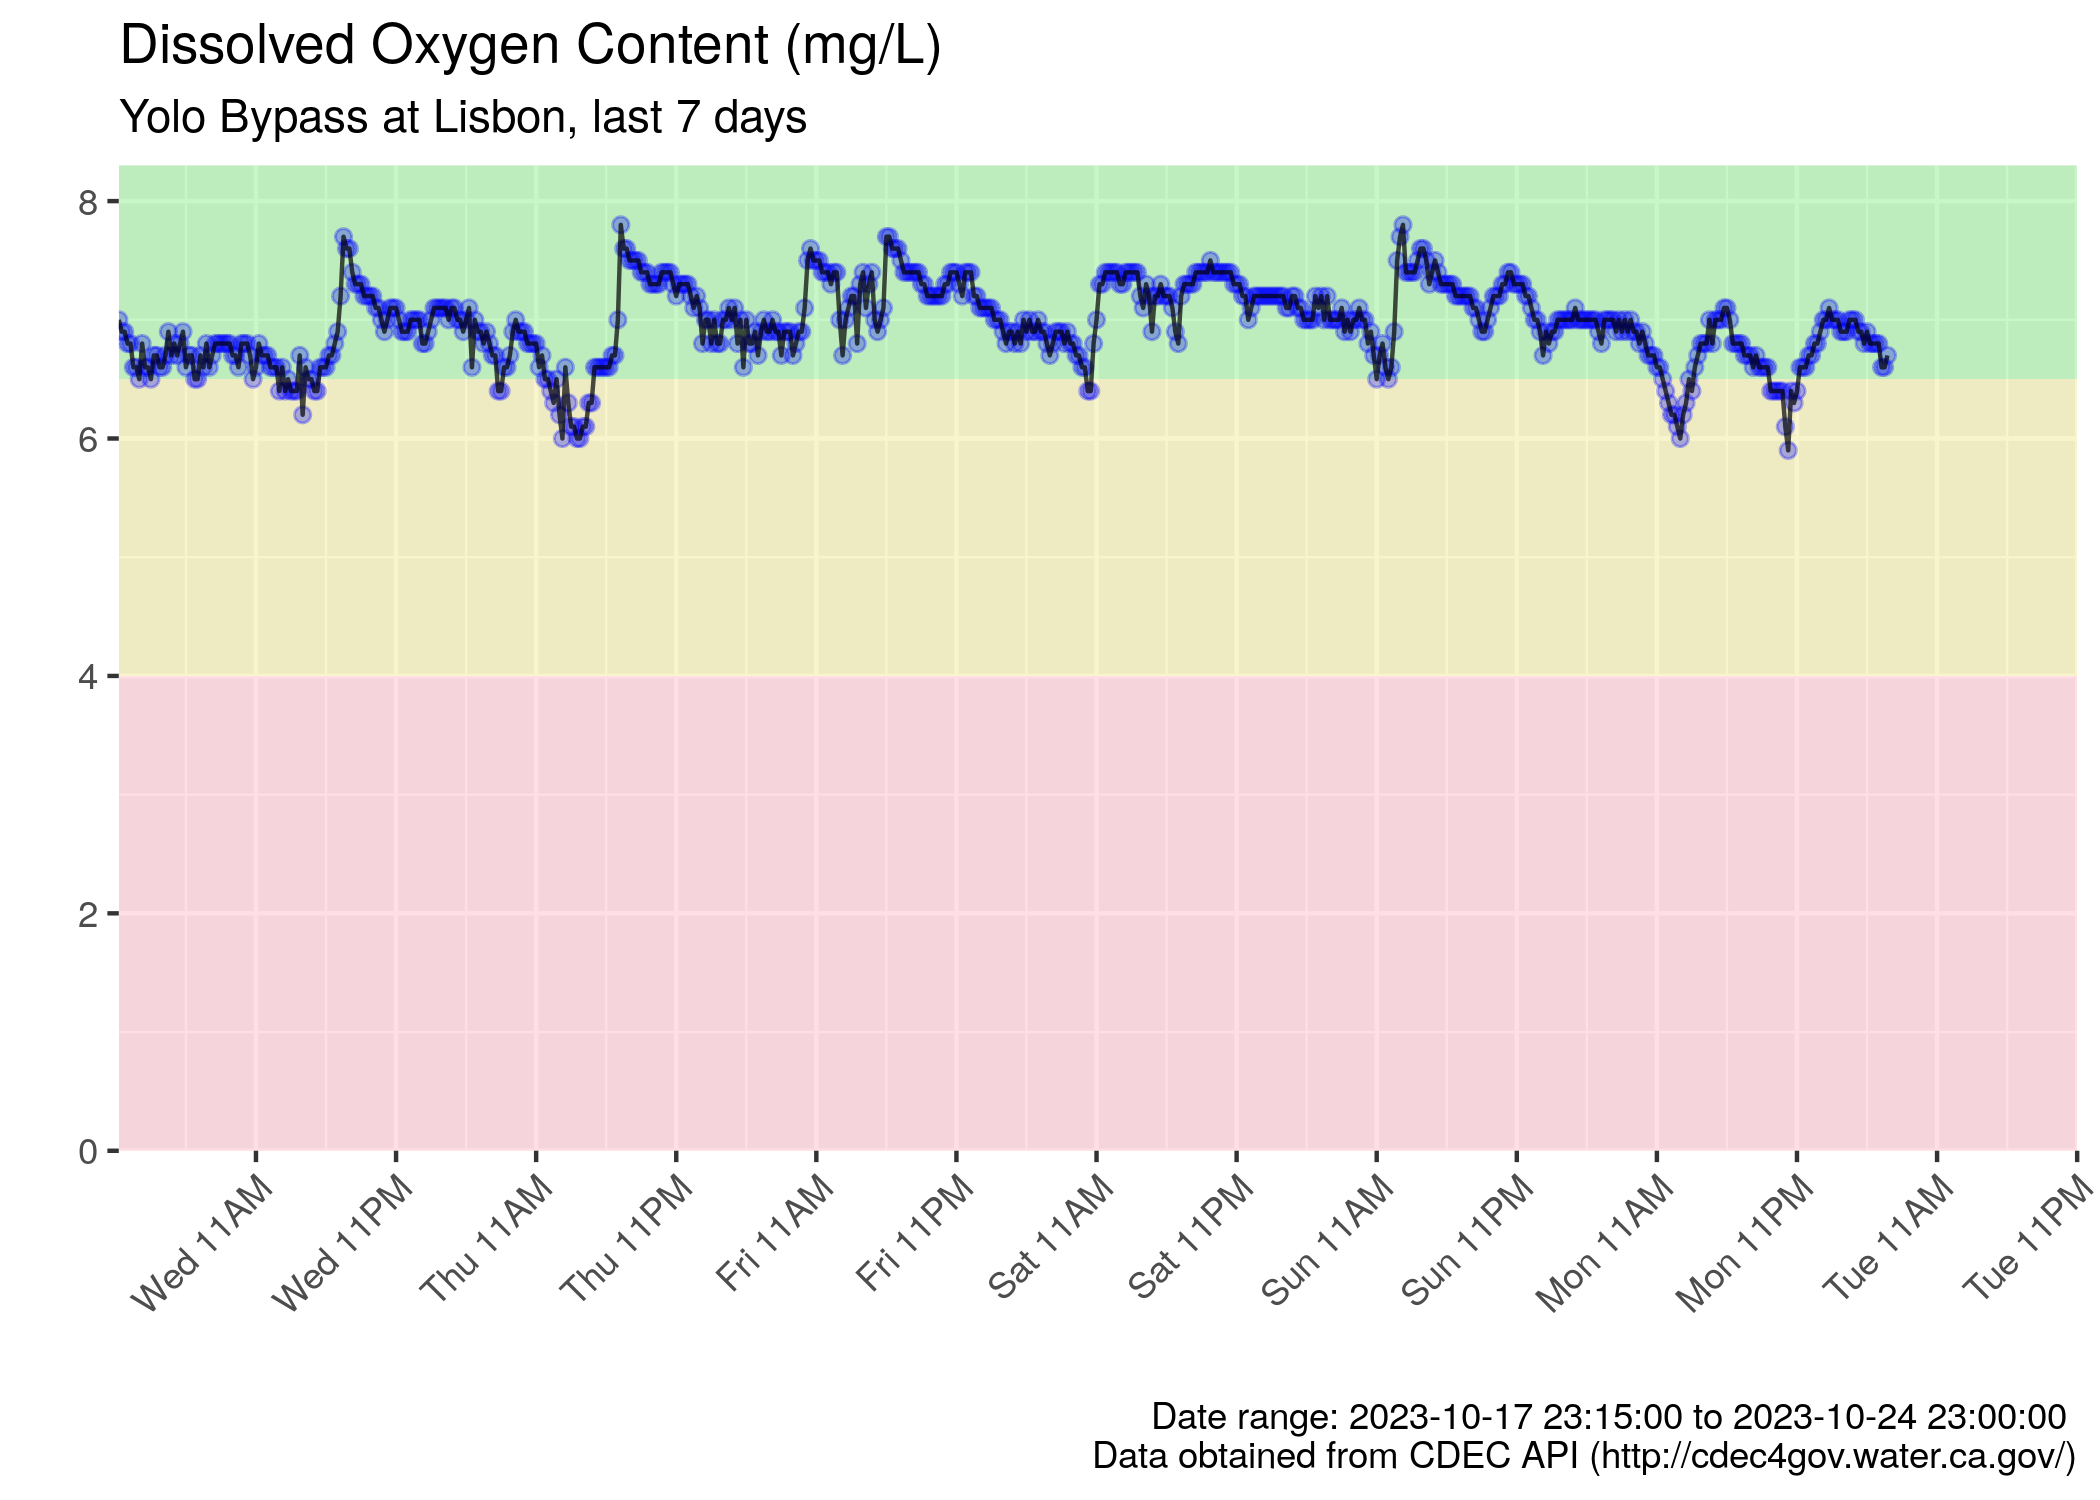 Dissolved Oxygen Content (mg/L)
Yolo Bypass at Lisbon, last 7 days
8
6
4
2
0
Wed 11AM
Wed 11PM
Thu 11AM
Thu 11PM
Fri 11AM
Fri 11PM
Sat 11AM
Sat 11PM
Sun 11AM
Sun 11PM
Mon 11AM
Mon 11PM
Tue 11AM
Tue 11PM
Date range: 2023-10-17 23:15:00 to 2023-10-24 23:00:00
Data obtained from CDEC API (http://cdec4gov.water.ca.gov/)